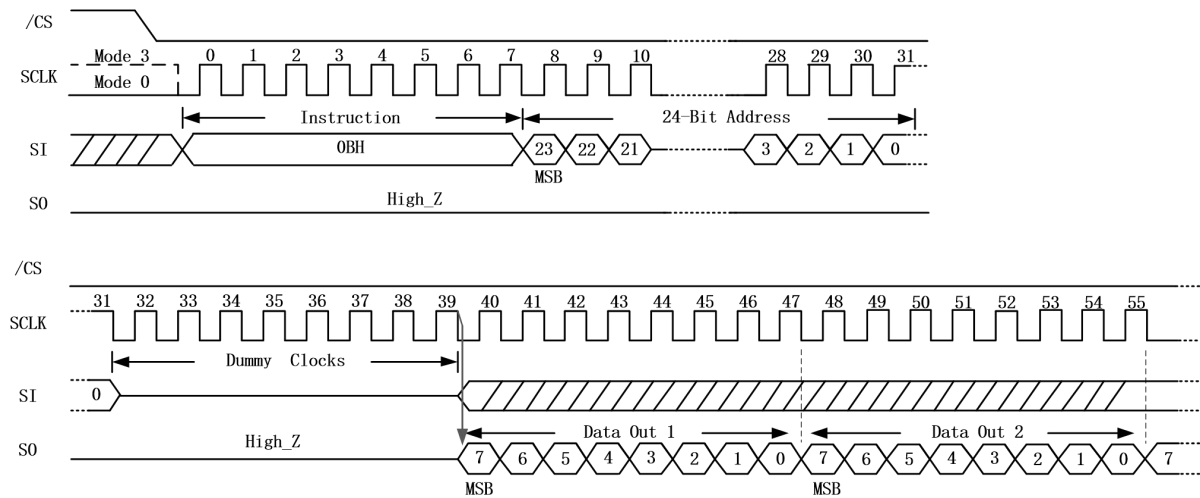 /CS
Mode 3
0 1 2 3 4 5 6 7 8 9 10 28 29 30 31
SCLK
Mode 0
Instruction 24-Bit Address
SI 0BH 23 22 21 3 2 1 0
MSB
High_Z
SO
/CS
31 32 33 34 35 36 37 38 39 40 41 42 43 44 45 46 47 48 49 50 51 52 53 54 55
SCLK
Dummy Clocks
SI 0
High_Z Data Out 1 Data Out 2
SO 7 6 5 4 3 2 1 0 7 6 5 4 3 2 1 0 7
MSB MSB